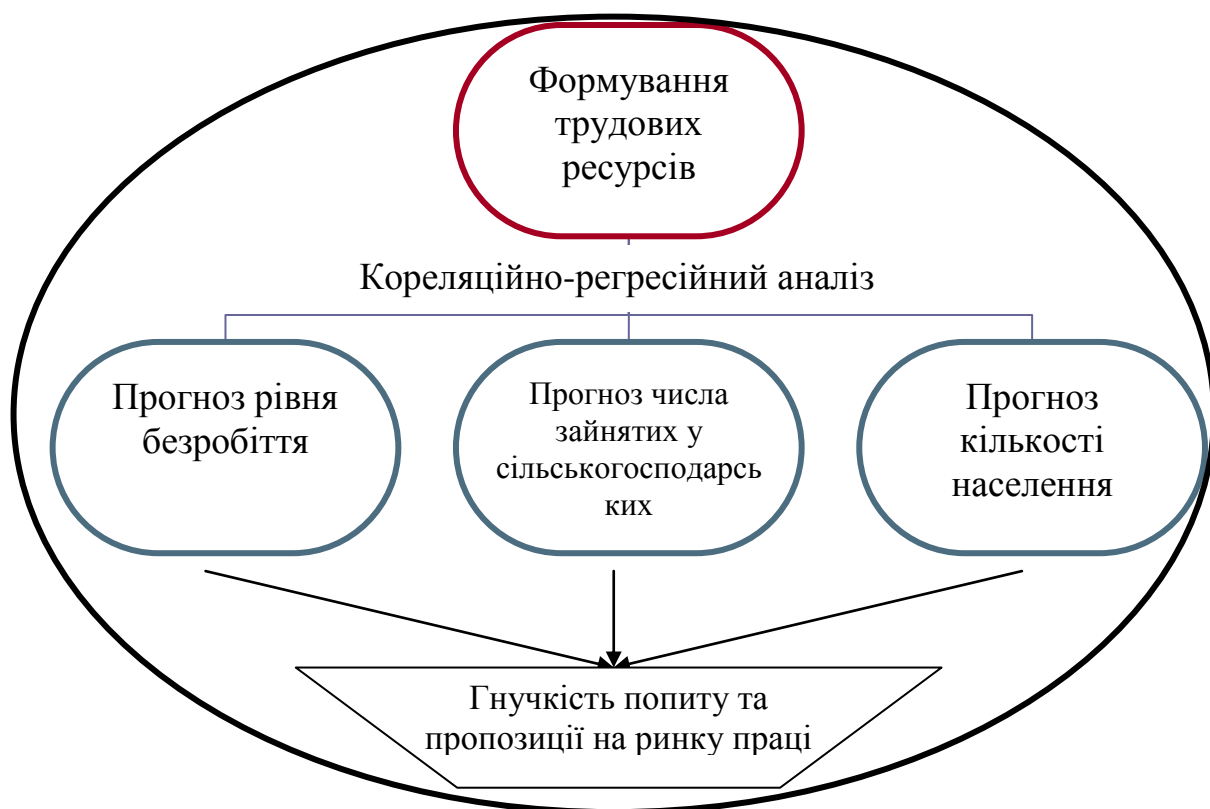 Формування
трудових
ресурсів
Кореляційно-регресійний аналіз
Прогноз рівня
безробіття
Прогноз числа
зайнятих у
сільськогосподарсь
ких
Прогноз
кількості
населення
Гнучкість попиту та
пропозиції на ринку праці